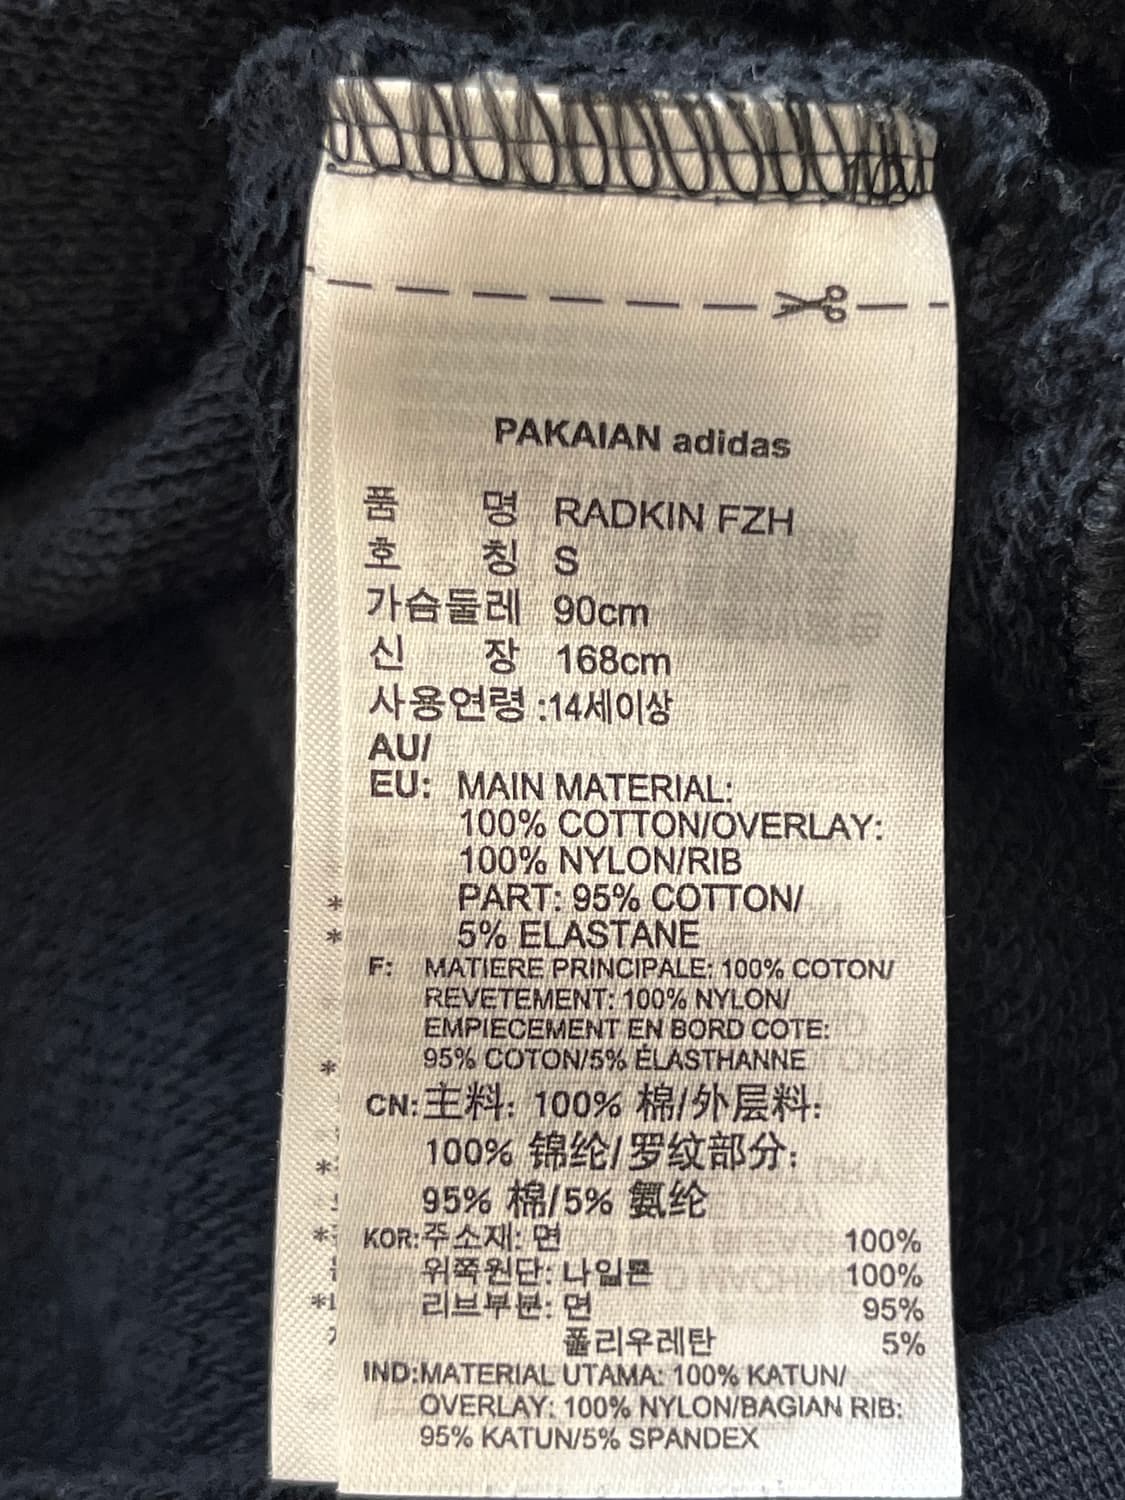 PAKAIAN adidas
품 명 RADKIN FZH
호 칭 S
가슴둘레 90cm
신 장 168cm
사용연령 :14세이상
AU/
EU: MAIN MATERIAL:
100% COTTON/OVERLAY:
100% NYLON/RIB
PART: 95% COTTON/
5% ELASTANE
F: MATIERE PRINCIPALE: 100% COTON/
REVETEMENT: 100% NYLON/
EMPIECEMENT EN BORD COTE:
95% COTON/5% ÉLASTHANNE
CN:主料: 100% 棉/外层料:
100% 锦纶/罗纹部分:
95% 棉/5% 氨纶
KOR:주소재: 면 100%
위쪽원단: 나일론 100%
리브부분: 면 95%
폴리우레탄 5%
IND:MATERIAL UTAMA: 100% KATUN/
OVERLAY: 100% NYLON/BAGIAN RIB:
95% KATUN/5% SPANDEX